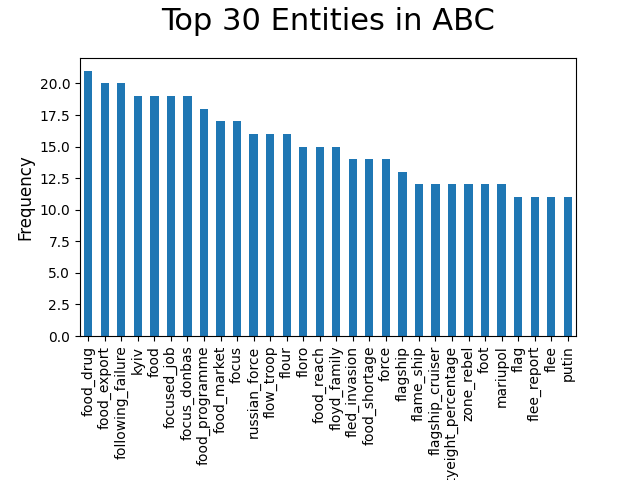 Top 30 Entities in ABC
Frequency
20.0
17.5
15.0
12.5
10.0
7.5
5.0
2.5
0.0
food_drug
food_export
following_failure
kyiv
food
focused_job
focus_donbas
food_programme
food_market
focus
russian_force
flow_troop
flour
floro
food_reach
floyd_family
fled_invasion
food_shortage
force
flagship
flame_ship
flagship_cruiser
tyeight_percentage
zone_rebel
foot
mariupol
flag
flee_report
flee
putin